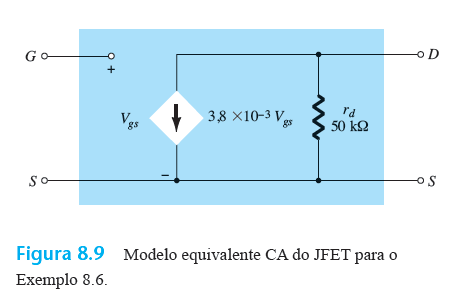 G
D
+
Vgs
3,8 ×10–3 Vgs
rd
50 kΩ
–
S
S
Figura 8.9 Modelo equivalente CA do JFET para o
Exemplo 8.6.